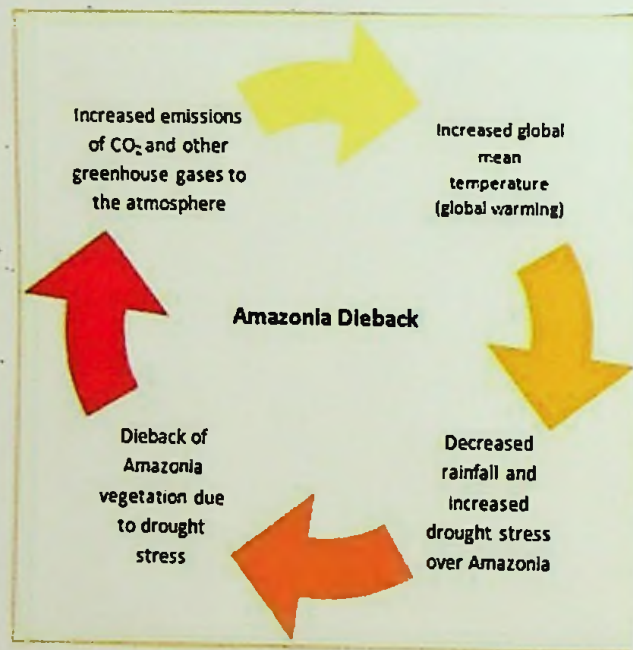 Increased emissions
of CO₂ and other
greenhouse gases to
the atmosphere
Increased global
mean
temperature
(global warming)
Amazonia Dieback
Decreased
rainfall and
increased
drought stress
over Amazonia
Dieback of
Amazonia
vegetation due
to drought
stress